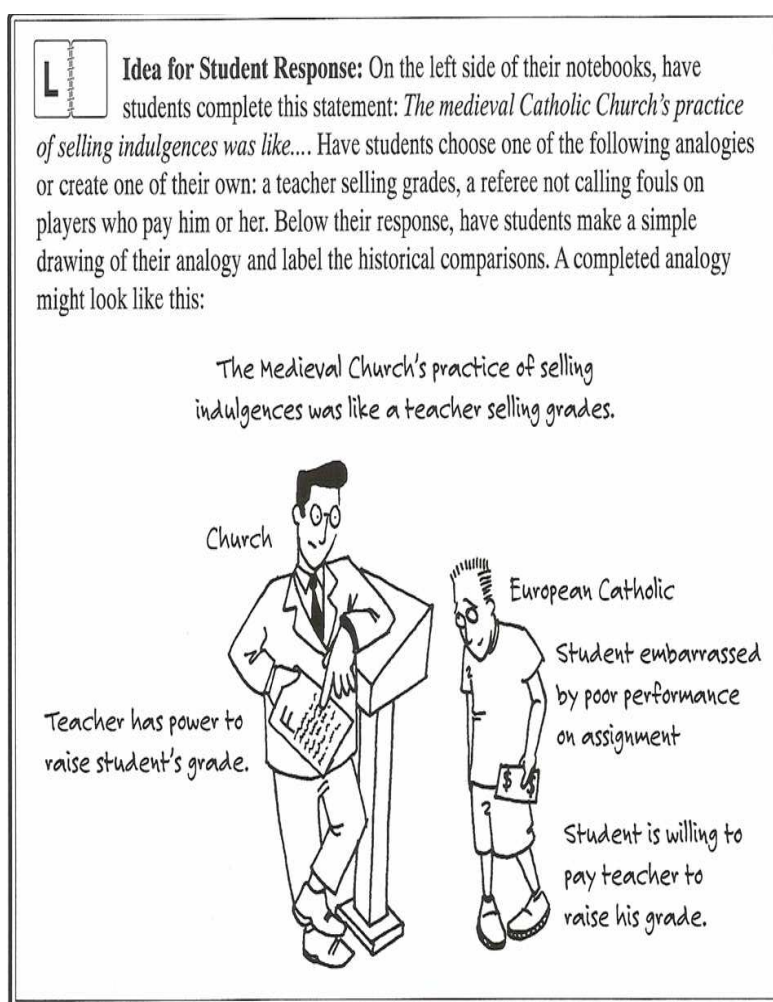 L
Idea for Student Response: On the left side of their notebooks, have
students complete this statement: The medieval Catholic Church's practice
of selling indulgences was like.... Have students choose one of the following analogies
or create one of their own: a teacher selling grades, a referee not calling fouls on
players who pay him or her. Below their response, have students make a simple
drawing of their analogy and label the historical comparisons. A completed analogy
might look like this:
The Medieval Church's practice of selling
indulgences was like a teacher selling grades.
Church
European Catholic
Student embarrassed
by poor performance
on assignment
Teacher has power to
raise student's grade.
F
$ $
Student is willing to
pay teacher to
raise his grade.